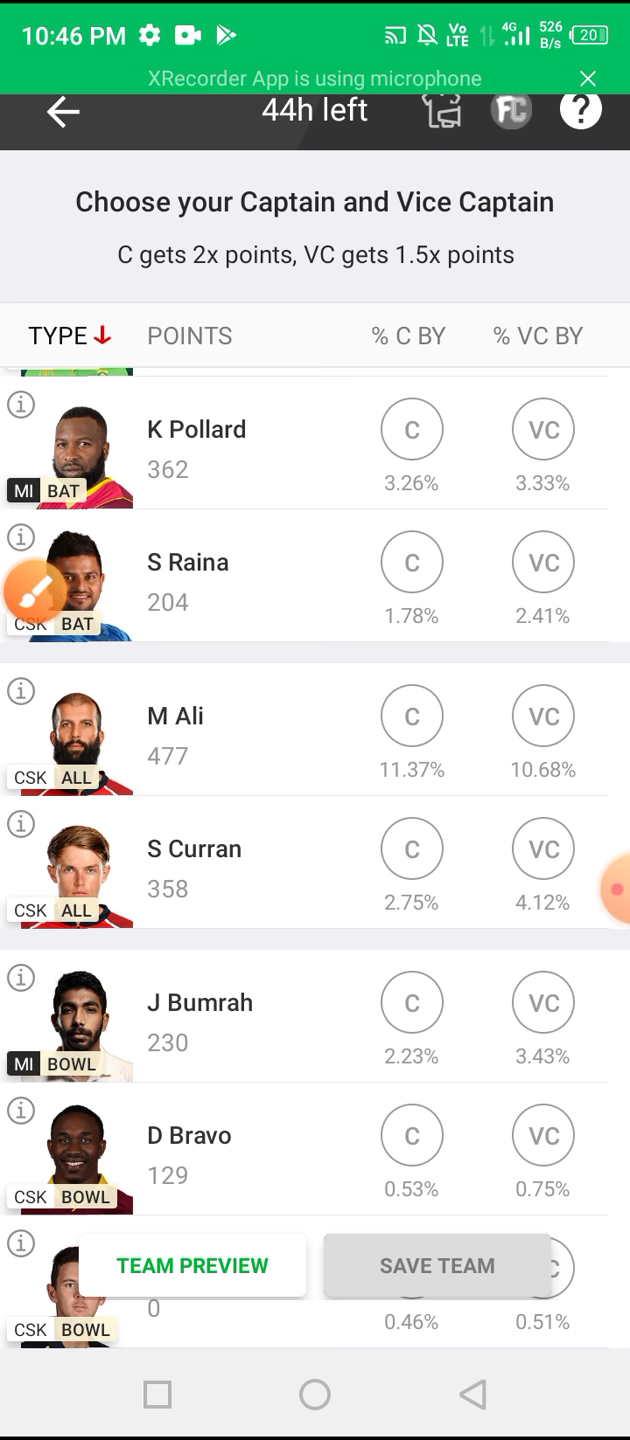 10:46 PM Vo LTE 4G 526 B/s 20
XRecorder App is using microphone
44h left FC ?
Choose your Captain and Vice Captain
C gets 2x points, VC gets 1.5x points
TYPE POINTS % C BY % VC BY
K Pollard C VC
362 3.26% 3.33%
MI BAT
S Raina C VC
204 1.78% 2.41%
CSK BAT
M Ali C VC
477 11.37% 10.68%
CSK ALL
S Curran C VC
358 2.75% 4.12%
CSK ALL
J Bumrah C VC
230 2.23% 3.43%
MI BOWL
D Bravo C VC
129 0.53% 0.75%
CSK BOWL
TEAM PREVIEW SAVE TEAM
0 0.46% 0.51%
CSK BOWL